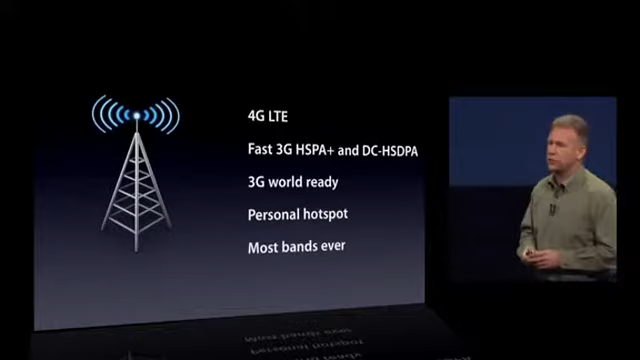 4G LTE
Fast 3G HSPA+ and DC-HSDPA
3G world ready
Personal hotspot
Most bands ever